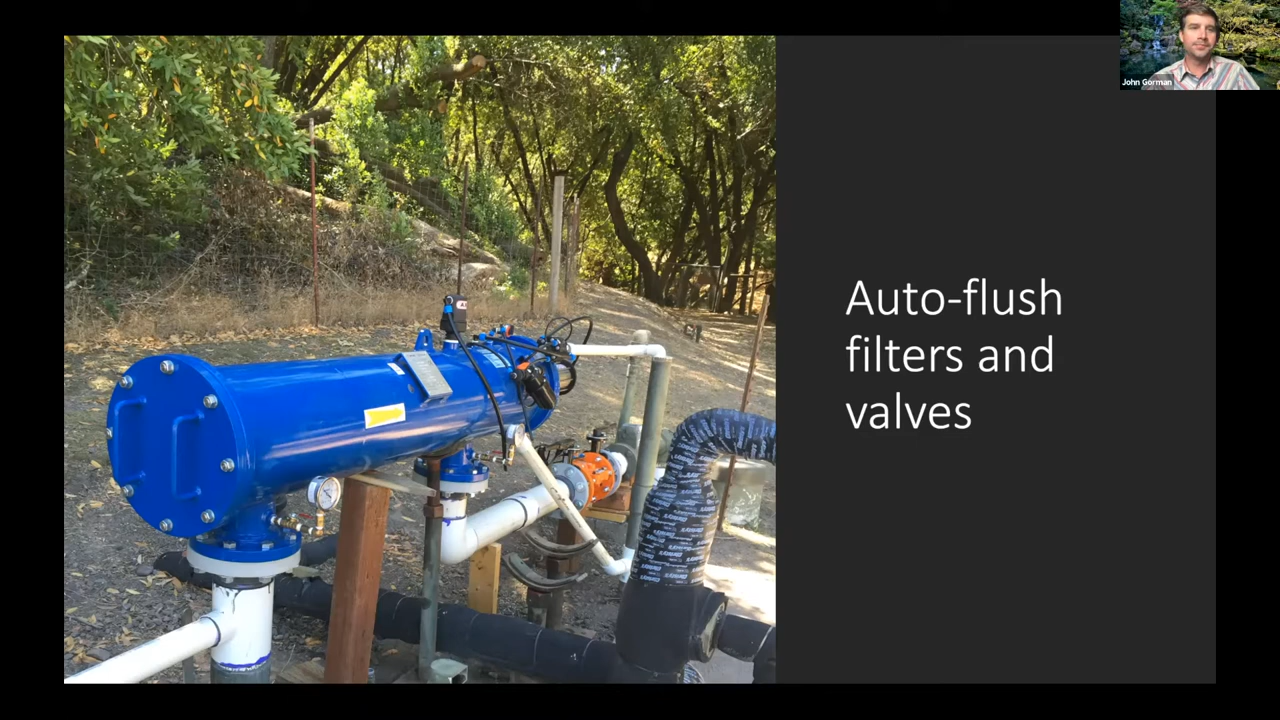 John Gorman
Auto-flush
filters and
valves